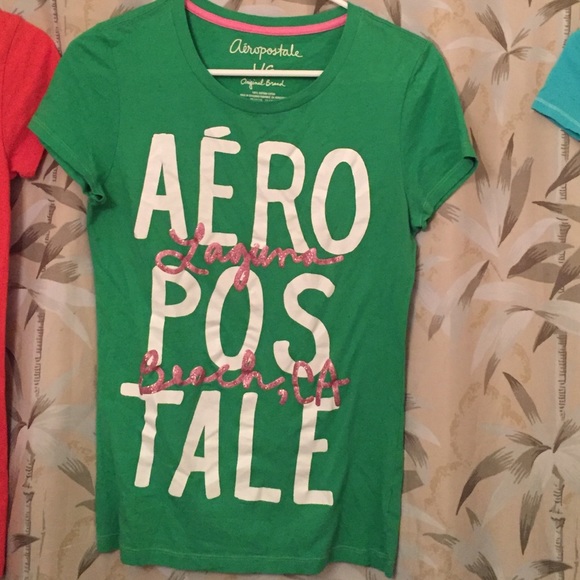 Aéropostale
L/G
Original Brand
AÉRO
Laguna
POS
Beach, CA
TALE